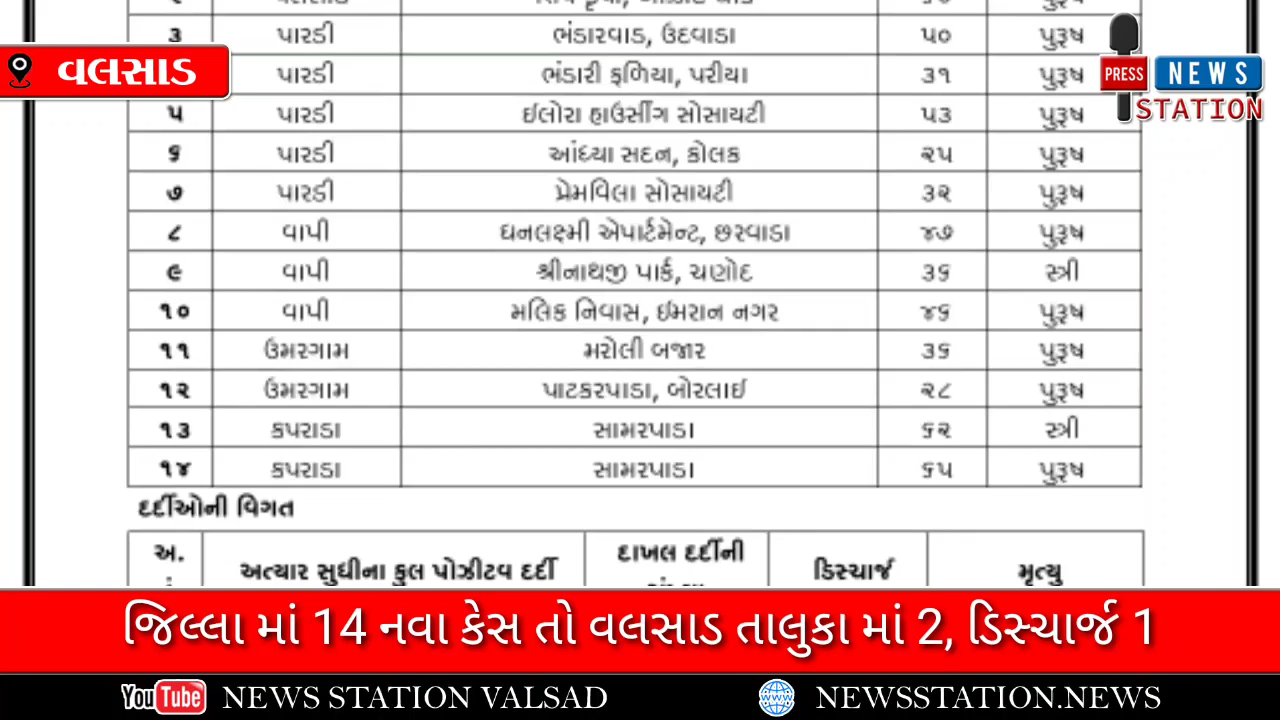 ૩ પારડી ભંડારવાડ, ઉદવાડા ૫૦ પુરૂષ
વલસાડ
પારડી ભંડારી ફળિયા, પરીયા ૩૧ પુરૂષ
PRESS NEWS STATION
૫ પારડી ઈલોરા હાઉસીંગ સોસાયટી ૫૩ પુરૂષ
૬ પારડી આંધ્યા સદન, કોલક ૨૫ પુરૂષ
૭ પારડી પ્રેમવિલા સોસાયટી ૩૨ પુરૂષ
૮ વાપી ધનલક્ષ્મી એપાર્ટમેન્ટ, છરવાડા ૪૭ પુરૂષ
૯ વાપી શ્રીનાથજી પાર્ક, ચણોદ ૩૬ સ્ત્રી
૧૦ વાપી મલિક નિવાસ, ઈમરાન નગર ૪૬ પુરૂષ
૧૧ ઉમરગામ મરોલી બજાર ૩૬ પુરૂષ
૧૨ ઉમરગામ પાટકરપાડા, બોરલાઈ ૨૮ પુરૂષ
૧૩ કપરાડા સામરપાડા ૬૨ સ્ત્રી
૧૪ કપરાડા સામરપાડા ૬૫ પુરૂષ
દર્દીઓની વિગત
અ. અત્યાર સુધીના કુલ પોઝીટવ દર્દી દાખલ દર્દીની ડિસ્ચાર્જ મૃત્યુ
જિલ્લા માં 14 નવા કેસ તો વલસાડ તાલુકા માં 2, ડિસ્ચાર્જ 1
YouTube NEWS STATION VALSAD www NEWSSTATION.NEWS